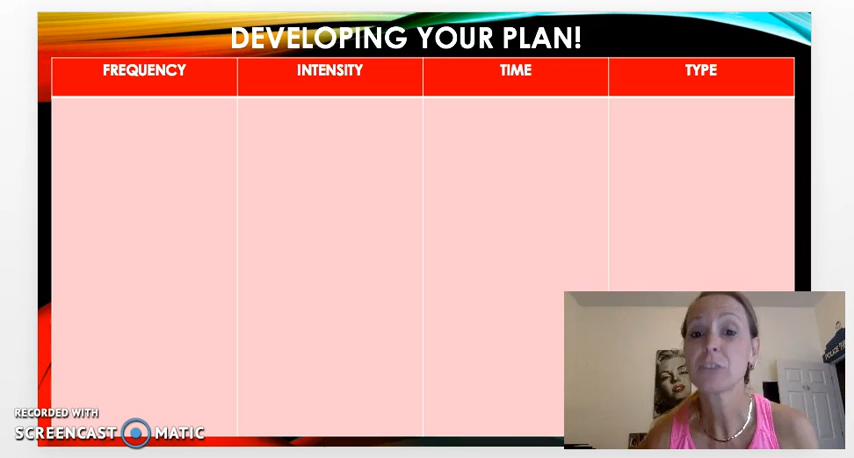 DEVELOPING YOUR PLAN!
FREQUENCY INTENSITY TIME TYPE
RECORDED WITH
SCREENCAST MATIC